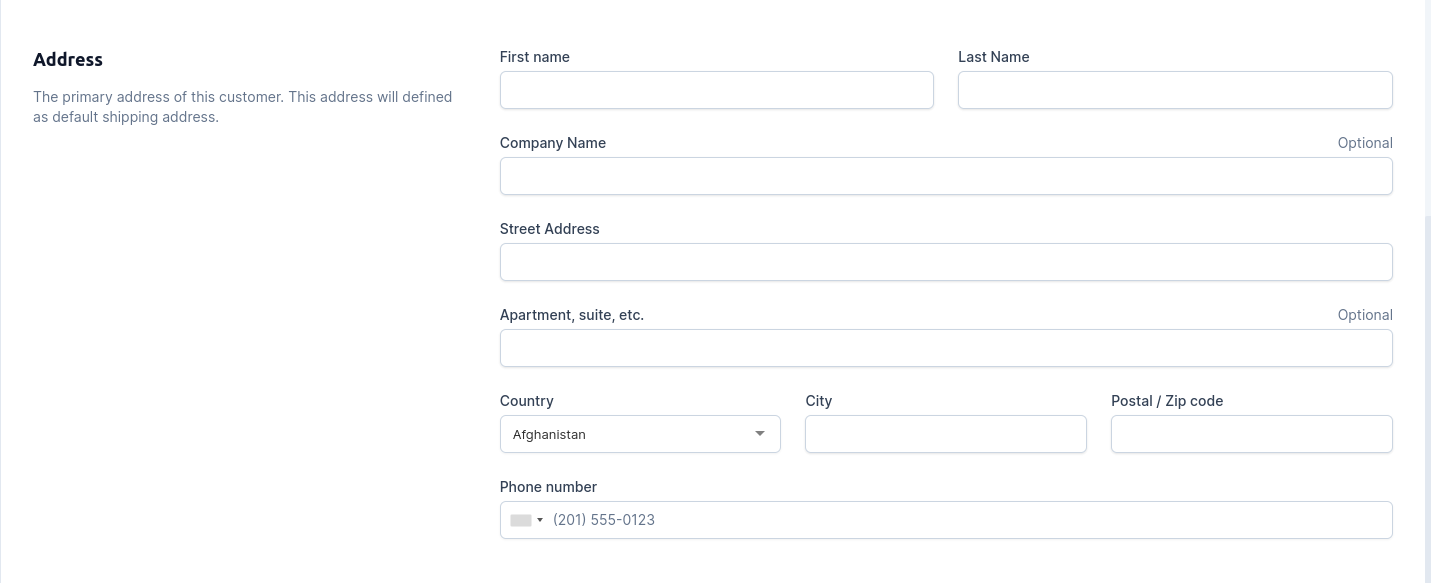 Address
The primary address of this customer. This address will defined
as default shipping address.
First name
Last Name
Company Name
Optional
Street Address
Apartment, suite, etc.
Optional
Country
City
Postal / Zip code
Afghanistan
Phone number
(201) 555-0123